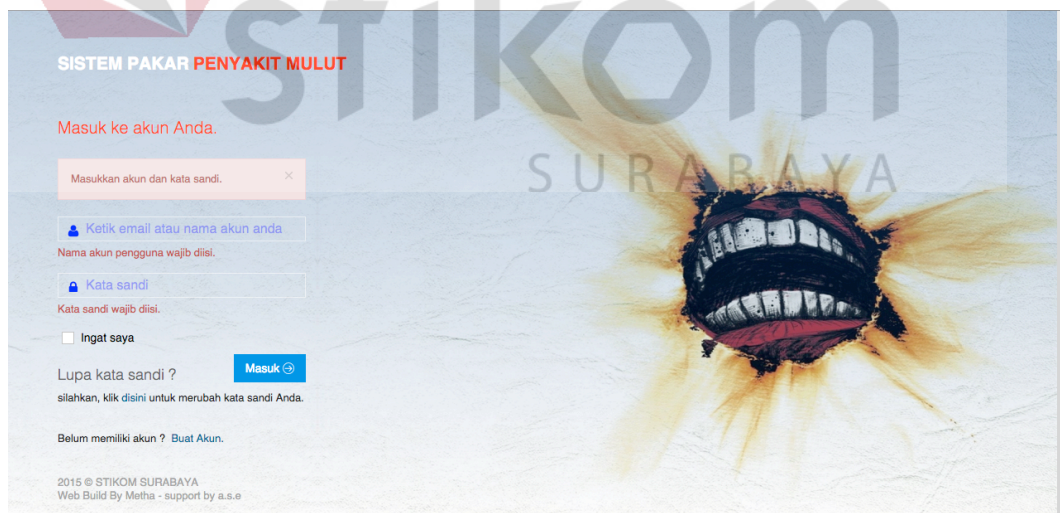 stikom
SURABAYA
SISTEM PAKAR PENYAKIT MULUT
Masuk ke akun Anda.
Masukkan akun dan kata sandi. ×
Ketik email atau nama akun anda
Nama akun pengguna wajib diisi.
Kata sandi
Kata sandi wajib diisi.
Ingat saya
Lupa kata sandi ?
Masuk
silahkan, klik disini untuk merubah kata sandi Anda.
Belum memiliki akun ? Buat Akun.
2015 © STIKOM SURABAYA
Web Build By Metha - support by a.s.e